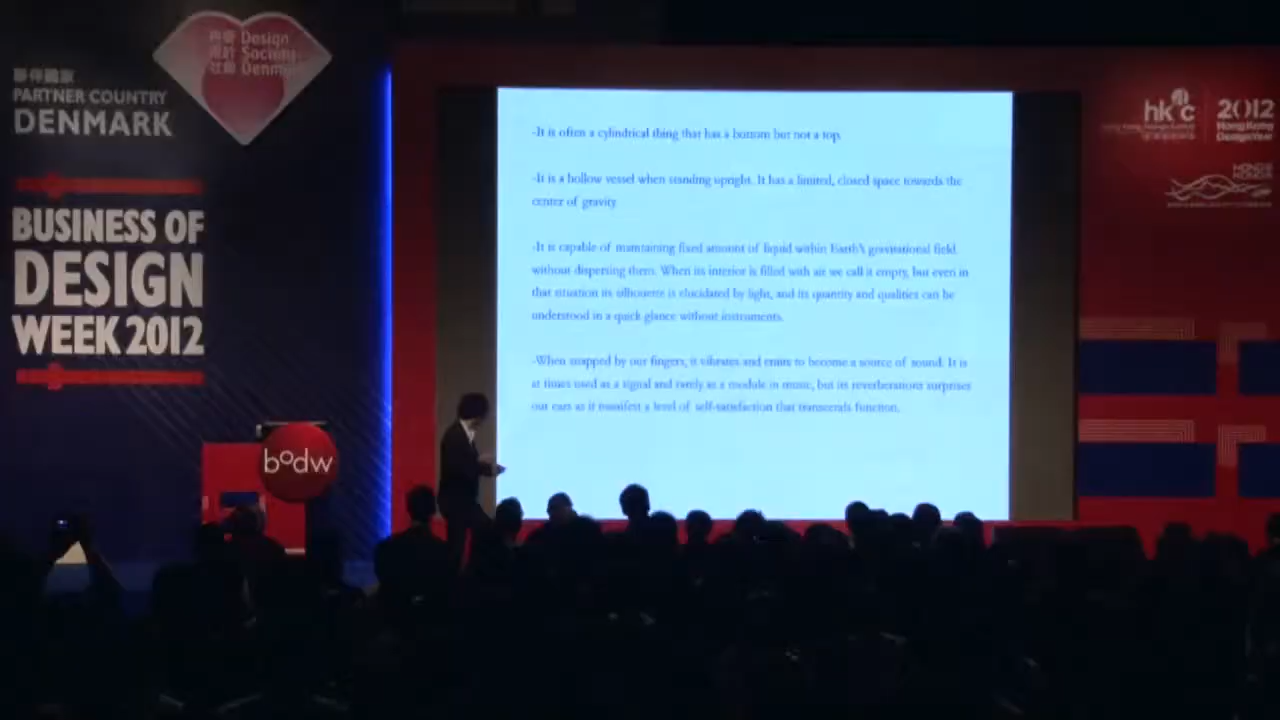 夥伴國家
PARTNER COUNTRY
DENMARK
Design
Society
BUSINESS OF
DESIGN
WEEK 2012
bodw
-It is often a cylindrical thing that has a bottom but not a top.
-It is a hollow vessel when standing upright. It has a limited, closed space towards the
center of gravity.
-It is capable of maintaining fixed amount of liquid within Earth's gravitational field
without dispersing them. When its interior is filled with air we call it empty, but even in
that situation its silhouette is elucidated by light, and its quantity and qualities can be
understood in a quick glance without instruments.
-When snapped by our fingers, it vibrates and emits to become a source of sound. It is
at times used as a signal and rarely as a module in music, but its reverberations surprises
our ears as it manifest a level of self-satisfaction that transcends function.
2012
Hong Kong
Design Year